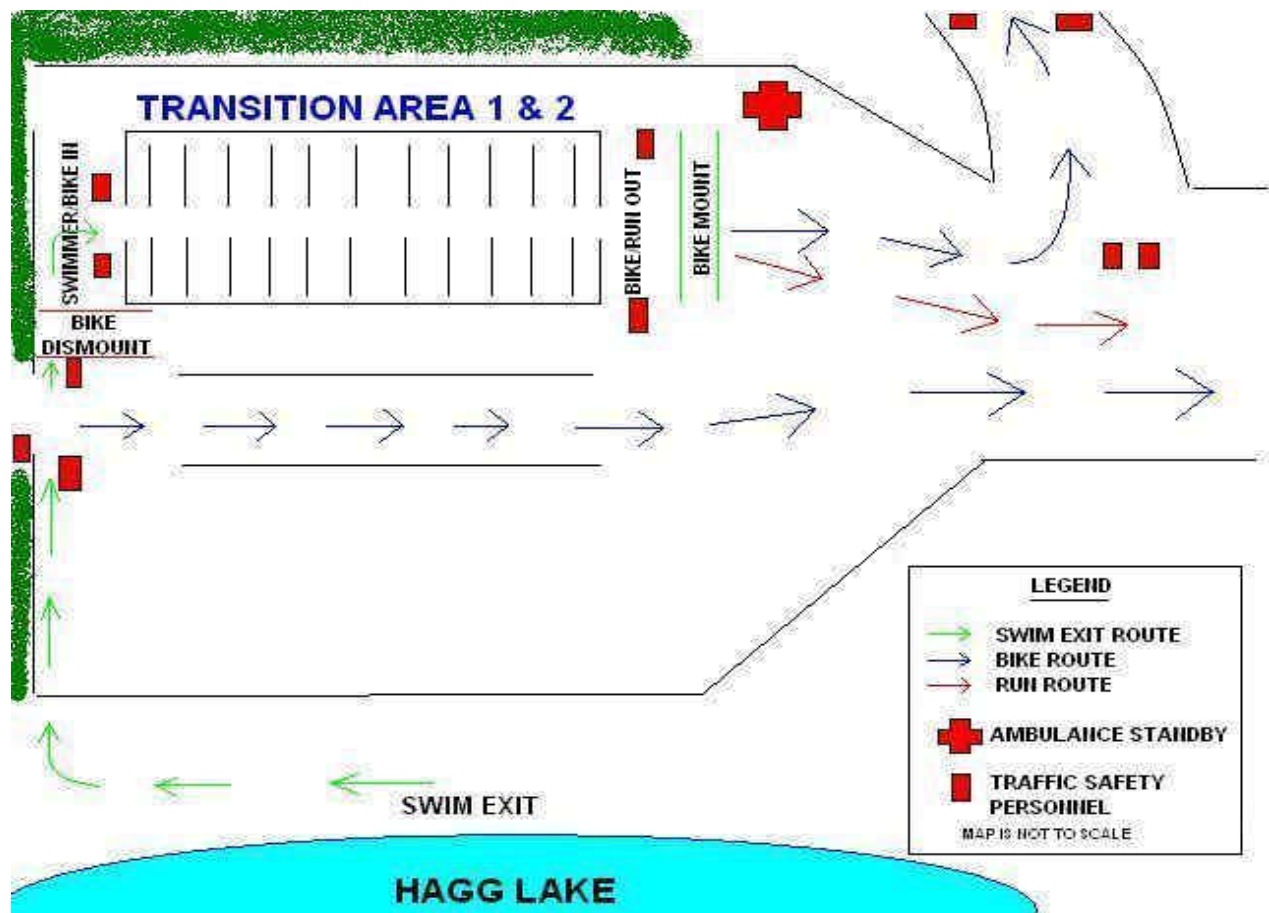 TRANSITION AREA 1 & 2
SWIMMER/BIKE IN
BIKE/RUN OUT
BIKE MOUNT
BIKE
DISMOUNT
LEGEND
SWIM EXIT ROUTE
BIKE ROUTE
RUN ROUTE
AMBULANCE STANDBY
TRAFFIC SAFETY
PERSONNEL
MAP IS NOT TO SCALE
SWIM EXIT
HAGG LAKE